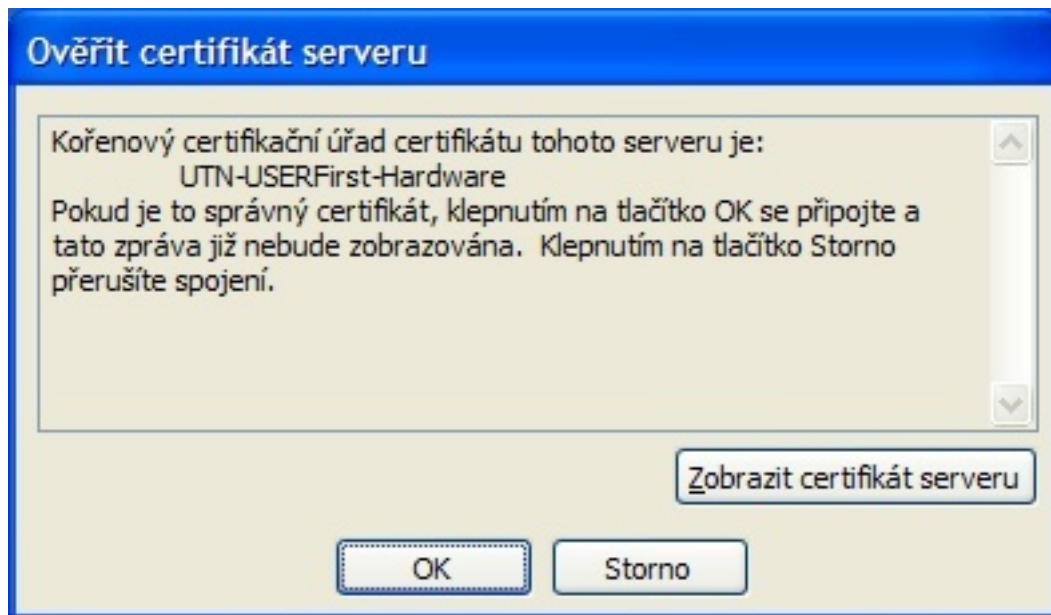 Ověřit certifikát serveru
Kořenový certifikační úřad certifikátu tohoto serveru je:
UTN-USERFirst-Hardware
Pokud je to správný certifikát, klepnutím na tlačítko OK se připojte a
tato zpráva již nebude zobrazována.  Klepnutím na tlačítko Storno
přerušíte spojení.
Zobrazit certifikát serveru
OK
Storno